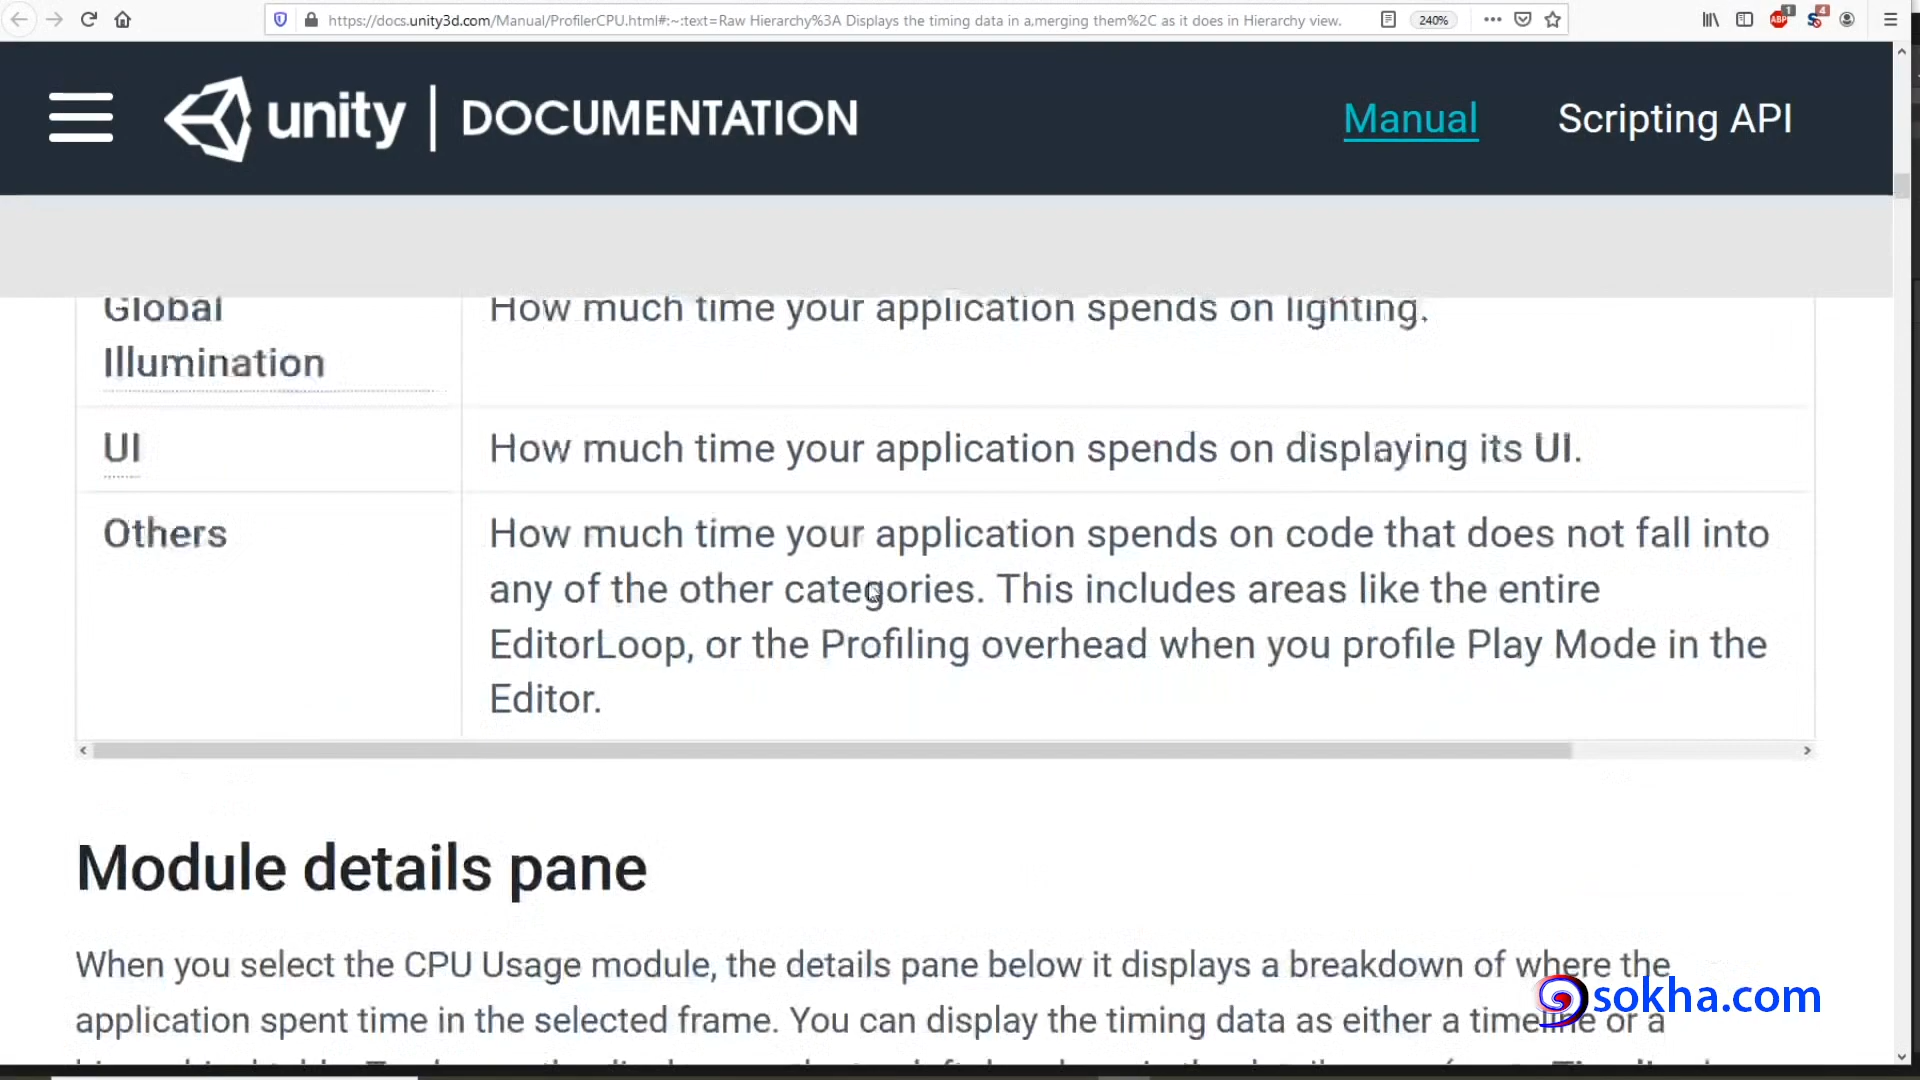 https://docs.unity3d.com/Manual/ProfilerCPU.html#:~:text=Raw Hierarchy%3A Displays the timing data in a,merging them%2C as it does in Hierarchy view.
240%
ABP
1
4
unity | DOCUMENTATION
Manual
Scripting API
Global
Illumination
How much time your application spends on lighting.
UI
How much time your application spends on displaying its UI.
Others
How much time your application spends on code that does not fall into
any of the other categories. This includes areas like the entire
EditorLoop, or the Profiling overhead when you profile Play Mode in the
Editor.
Module details pane
When you select the CPU Usage module, the details pane below it displays a breakdown of where the
application spent time in the selected frame. You can display the timing data as either a timeline or a
sokha.com